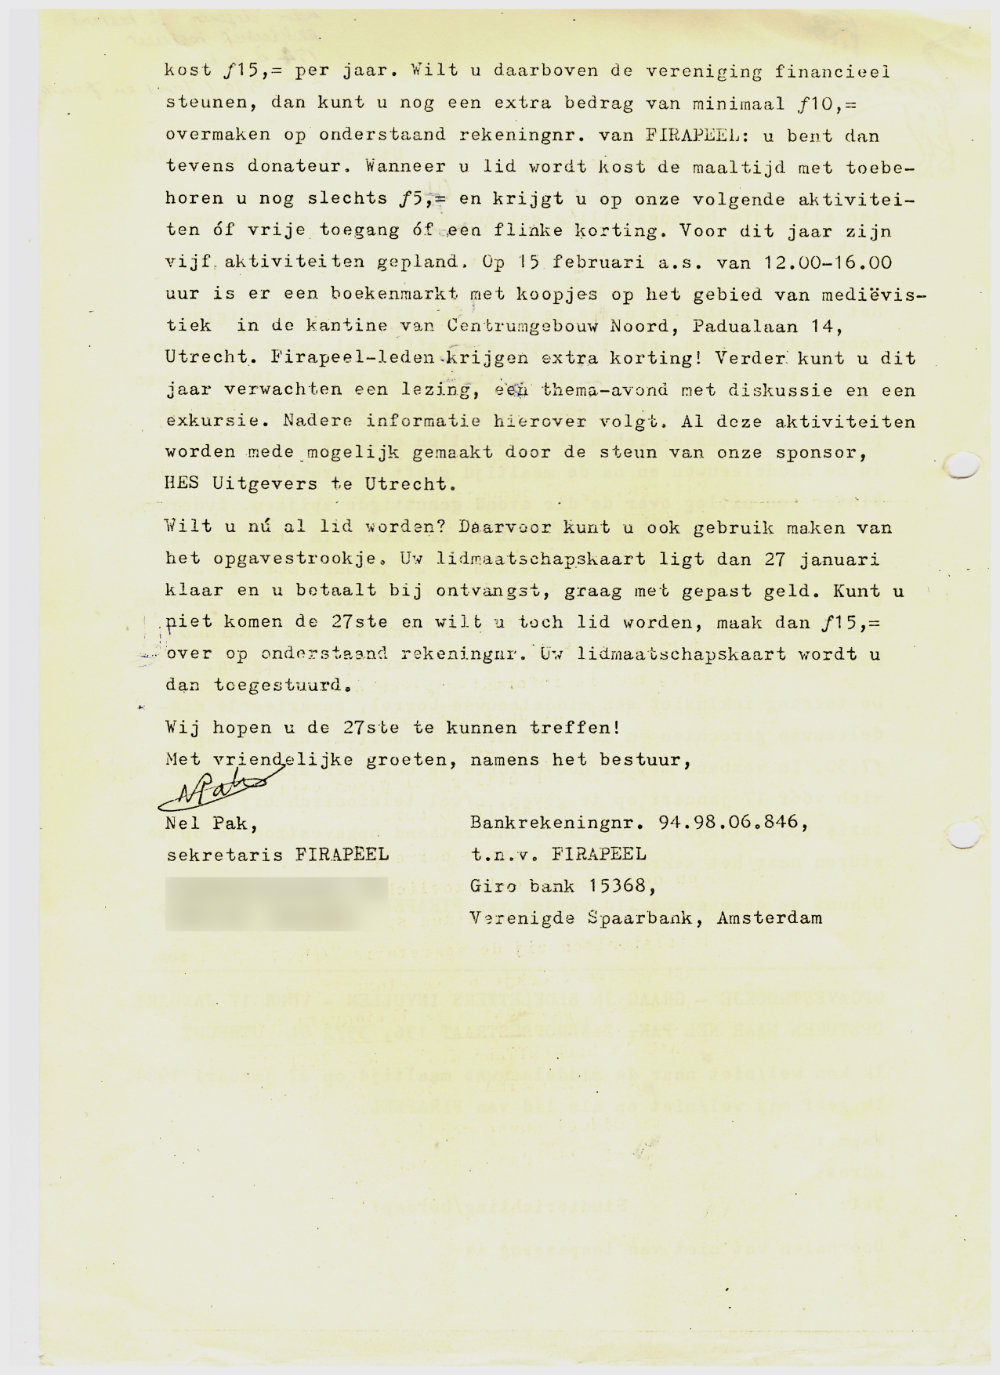 kost ƒ15,= per jaar. Wilt u daarboven de vereniging financieel
steunen, dan kunt u nog een extra bedrag van minimaal ƒ10,=
overmaken op onderstaand rekeningnr. van FIRAPEEL: u bent dan
tevens donateur. Wanneer u lid wordt kost de maaltijd met toebe-
horen u nog slechts ƒ5,= en krijgt u op onze volgende aktivitei-
ten óf vrije toegang óf een flinke korting. Voor dit jaar zijn
vijf aktiviteiten gepland. Op 15 februari a.s. van 12.00-16.00
uur is er een boekenmarkt met koopjes op het gebied van mediëvis-
tiek in de kantine van Centrumgebouw Noord, Padualaan 14,
Utrecht. Firapeel-leden krijgen extra korting! Verder kunt u dit
jaar verwachten een lezing, een thema-avond met diskussie en een
exkursie. Nadere informatie hierover volgt. Al deze aktiviteiten
worden mede mogelijk gemaakt door de steun van onze sponsor,
HES Uitgevers te Utrecht.
Wilt u nú al lid worden? Daarvoor kunt u ook gebruik maken van
het opgavestrookje. Uw lidmaatschapskaart ligt dan 27 januari
klaar en u betaalt bij ontvangst, graag met gepast geld. Kunt u
niet komen de 27ste en wilt u toch lid worden, maak dan ƒ15,=
over op onderstaand rekeningnr. Uw lidmaatschapskaart wordt u
dan toegestuurd.
Wij hopen u de 27ste te kunnen treffen!
Met vriendelijke groeten, namens het bestuur,
NPak
Nel Pak,
sekretaris FIRAPEEL
Bankrekeningnr. 94.98.06.846,
t.n.v. FIRAPEEL
Giro bank 15368,
Verenigde Spaarbank, Amsterdam